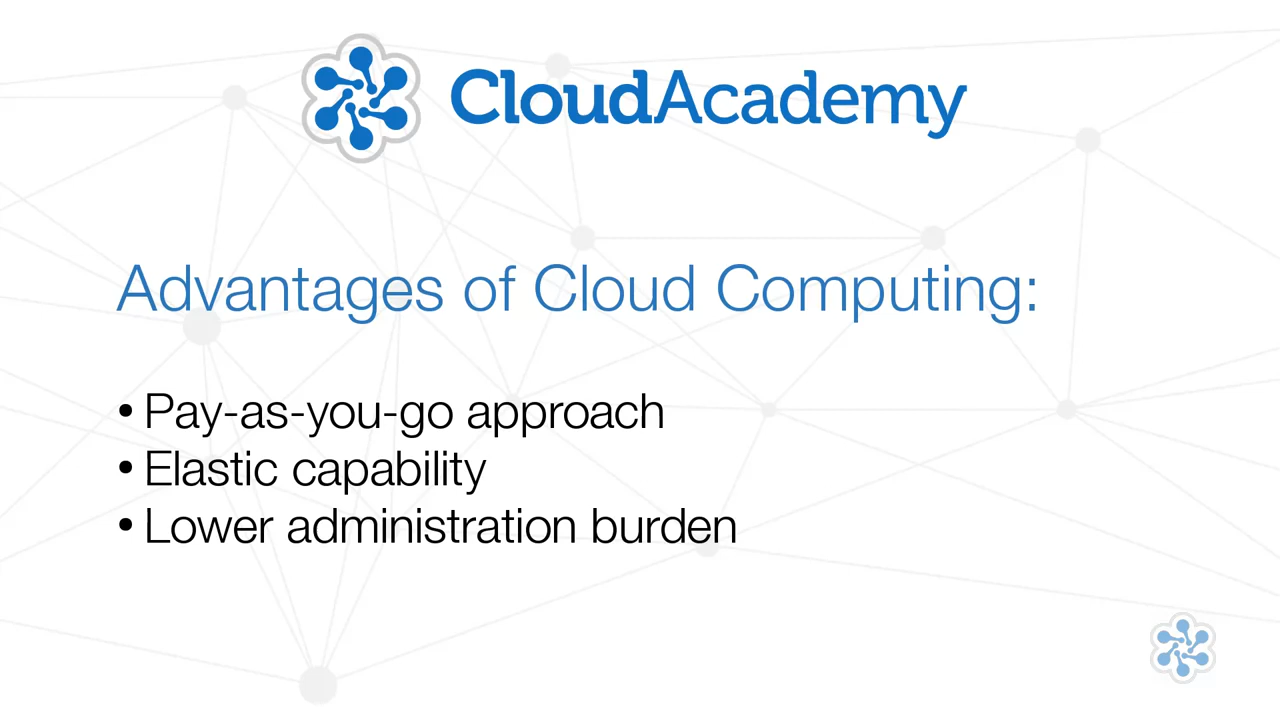 CloudAcademy
Advantages of Cloud Computing:
• Pay-as-you-go approach
• Elastic capability
• Lower administration burden